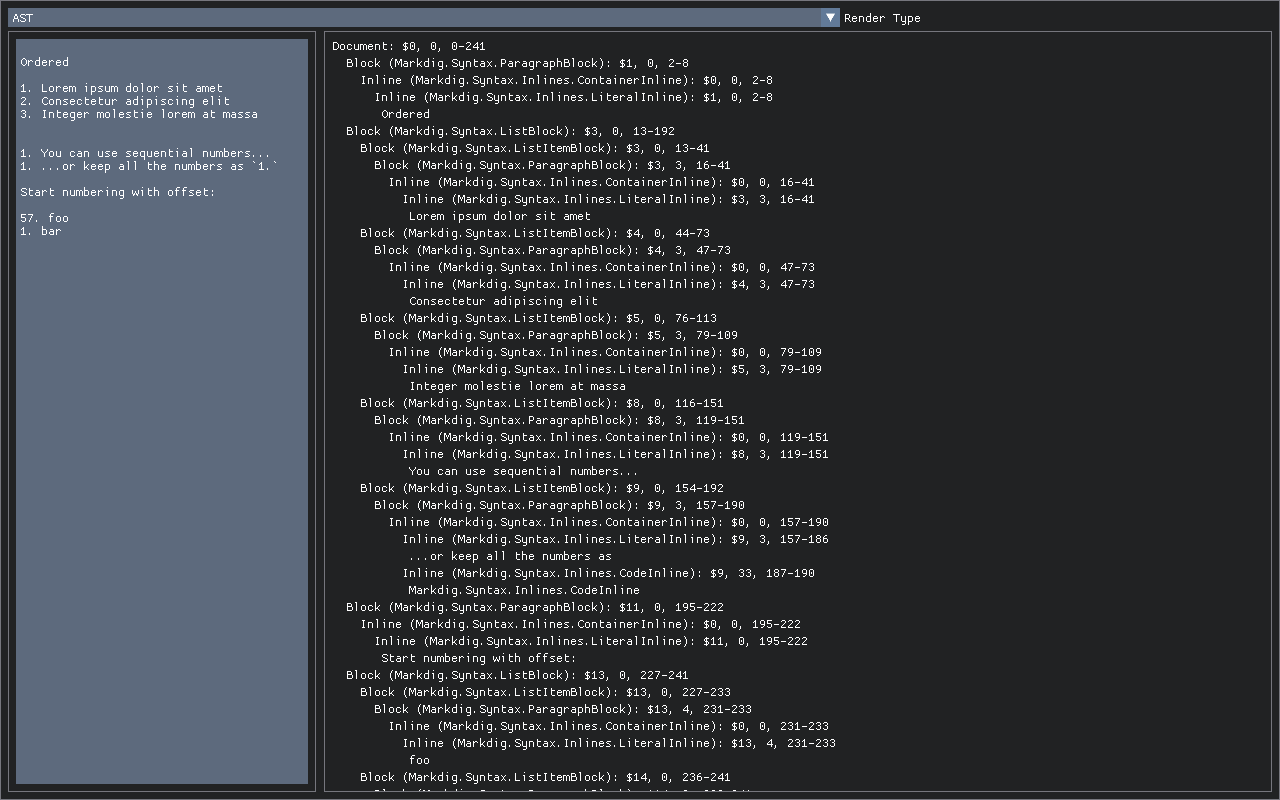 AST
Render Type
Ordered
1. Lorem ipsum dolor sit amet
2. Consectetur adipiscing elit
3. Integer molestie lorem at massa
1. You can use sequential numbers...
1. ...or keep all the numbers as `1.`
Start numbering with offset:
57. foo
1. bar
Document: $0, 0, 0-241
Block (Markdig.Syntax.ParagraphBlock): $1, 0, 2-8
Inline (Markdig.Syntax.Inlines.ContainerInline): $0, 0, 2-8
Inline (Markdig.Syntax.Inlines.LiteralInline): $1, 0, 2-8
Ordered
Block (Markdig.Syntax.ListBlock): $3, 0, 13-192
Block (Markdig.Syntax.ListItemBlock): $3, 0, 13-41
Block (Markdig.Syntax.ParagraphBlock): $3, 3, 16-41
Inline (Markdig.Syntax.Inlines.ContainerInline): $0, 0, 16-41
Inline (Markdig.Syntax.Inlines.LiteralInline): $3, 3, 16-41
Lorem ipsum dolor sit amet
Block (Markdig.Syntax.ListItemBlock): $4, 0, 44-73
Block (Markdig.Syntax.ParagraphBlock): $4, 3, 47-73
Inline (Markdig.Syntax.Inlines.ContainerInline): $0, 0, 47-73
Inline (Markdig.Syntax.Inlines.LiteralInline): $4, 3, 47-73
Consectetur adipiscing elit
Block (Markdig.Syntax.ListItemBlock): $5, 0, 76-113
Block (Markdig.Syntax.ParagraphBlock): $5, 3, 79-109
Inline (Markdig.Syntax.Inlines.ContainerInline): $0, 0, 79-109
Inline (Markdig.Syntax.Inlines.LiteralInline): $5, 3, 79-109
Integer molestie lorem at massa
Block (Markdig.Syntax.ListItemBlock): $8, 0, 116-151
Block (Markdig.Syntax.ParagraphBlock): $8, 3, 119-151
Inline (Markdig.Syntax.Inlines.ContainerInline): $0, 0, 119-151
Inline (Markdig.Syntax.Inlines.LiteralInline): $8, 3, 119-151
You can use sequential numbers...
Block (Markdig.Syntax.ListItemBlock): $9, 0, 154-192
Block (Markdig.Syntax.ParagraphBlock): $9, 3, 157-190
Inline (Markdig.Syntax.Inlines.ContainerInline): $0, 0, 157-190
Inline (Markdig.Syntax.Inlines.LiteralInline): $9, 3, 157-186
...or keep all the numbers as
Inline (Markdig.Syntax.Inlines.CodeInline): $9, 33, 187-190
Markdig.Syntax.Inlines.CodeInline
Block (Markdig.Syntax.ParagraphBlock): $11, 0, 195-222
Inline (Markdig.Syntax.Inlines.ContainerInline): $0, 0, 195-222
Inline (Markdig.Syntax.Inlines.LiteralInline): $11, 0, 195-222
Start numbering with offset:
Block (Markdig.Syntax.ListBlock): $13, 0, 227-241
Block (Markdig.Syntax.ListItemBlock): $13, 0, 227-233
Block (Markdig.Syntax.ParagraphBlock): $13, 4, 231-233
Inline (Markdig.Syntax.Inlines.ContainerInline): $0, 0, 231-233
Inline (Markdig.Syntax.Inlines.LiteralInline): $13, 4, 231-233
foo
Block (Markdig.Syntax.ListItemBlock): $14, 0, 236-241